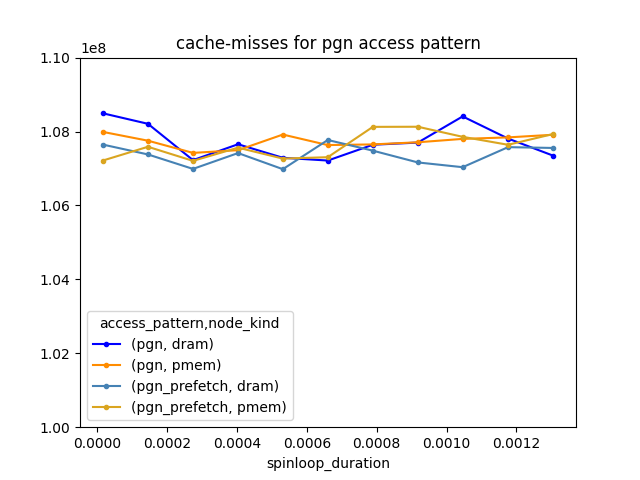 cache-misses for pgn access pattern
1e8
1.10
1.08
1.06
1.04
1.02
1.00
access_pattern,node_kind
(pgn, dram)
(pgn, pmem)
(pgn_prefetch, dram)
(pgn_prefetch, pmem)
0.0000 0.0002 0.0004 0.0006 0.0008 0.0010 0.0012
spinloop_duration